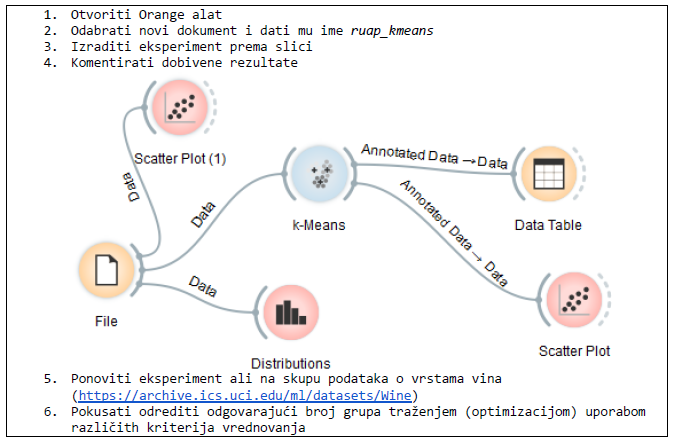 1. Otvoriti Orange alat
2. Odabrati novi dokument i dati mu ime ruap_kmeans
3. Izraditi eksperiment prema slici
4. Komentirati dobivene rezultate
Scatter Plot (1)
Data
Data
Data
File
k-Means
Distributions
Annotated Data → Data
Annotated Data → Data
Data Table
Scatter Plot
5. Ponoviti eksperiment ali na skupu podataka o vrstama vina
(https://archive.ics.uci.edu/ml/datasets/Wine)
6. Pokusati odrediti odgovarajući broj grupa traženjem (optimizacijom) uporabom
različitih kriterija vrednovanja